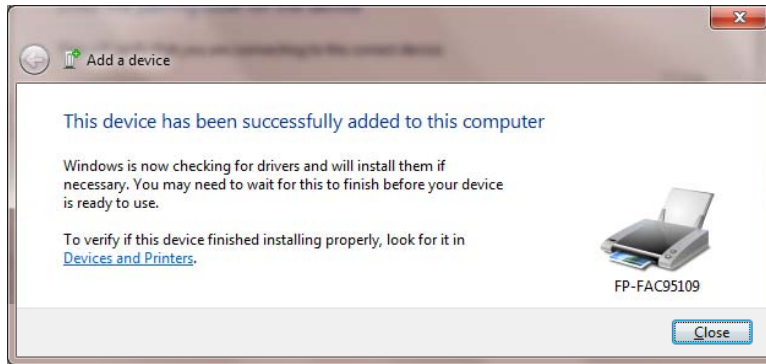 Add a device
This device has been successfully added to this computer
Windows is now checking for drivers and will install them if
necessary. You may need to wait for this to finish before your device
is ready to use.
To verify if this device finished installing properly, look for it in
Devices and Printers.
FP-FAC95109
Close